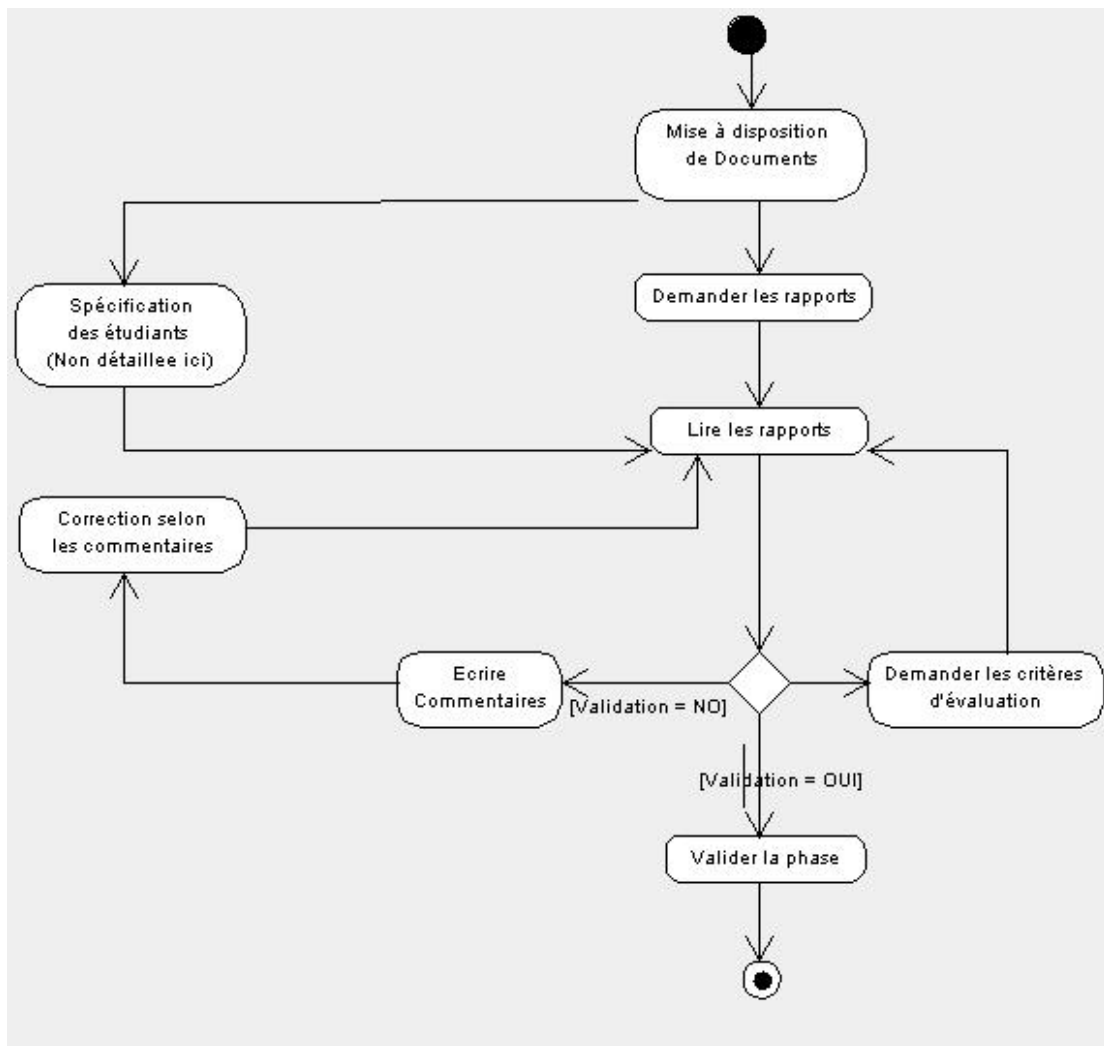 Mise à disposition
de Documents
Demander les rapports
Spécification
des étudiants
(Non détaillee ici)
Lire les rapports
Correction selon
les commentaires
Ecrire
Commentaires
[Validation = NO]
Demander les critères
d'évaluation
[Validation = OUI]
Valider la phase